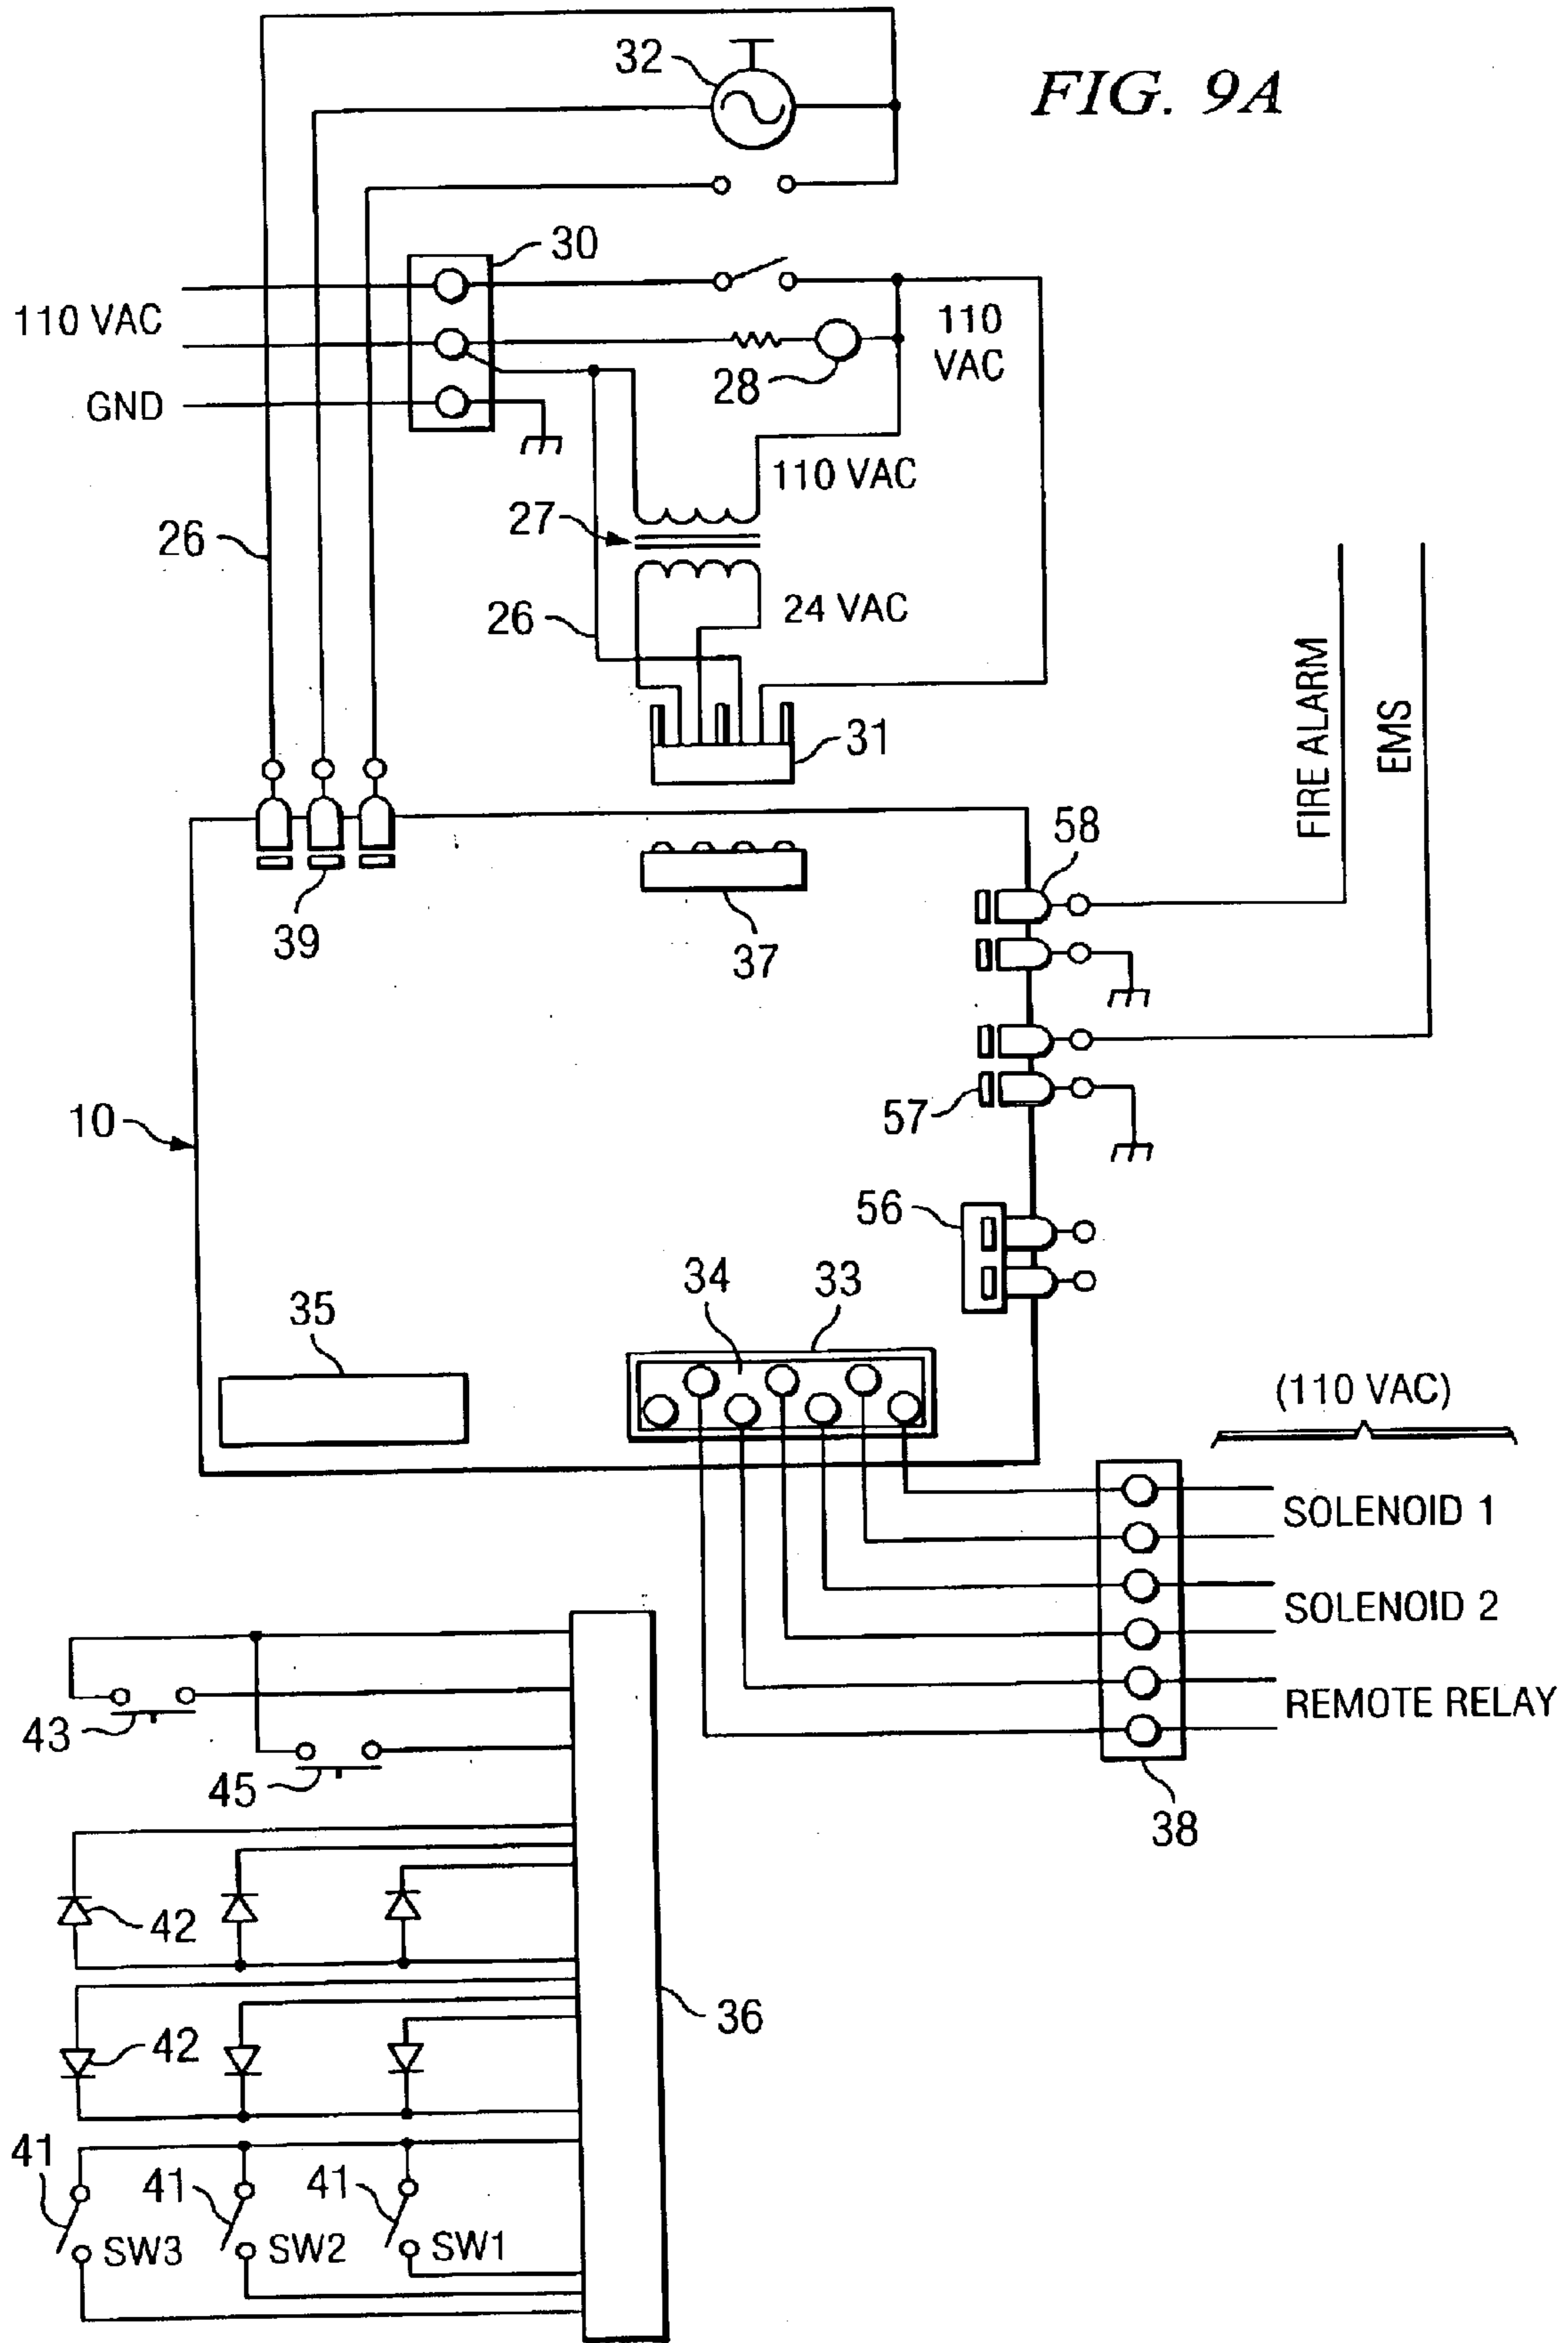 FIG. 9A
32
30
110 VAC
110
VAC
28
GND
110 VAC
27
26
24 VAC
26
FIRE ALARM
EMS
31
58
39
37
10
57
56
34
33
35
(110 VAC)
SOLENOID 1
SOLENOID 2
REMOTE RELAY
43
45
38
42
36
42
41
41
41
SW3
SW2
SW1